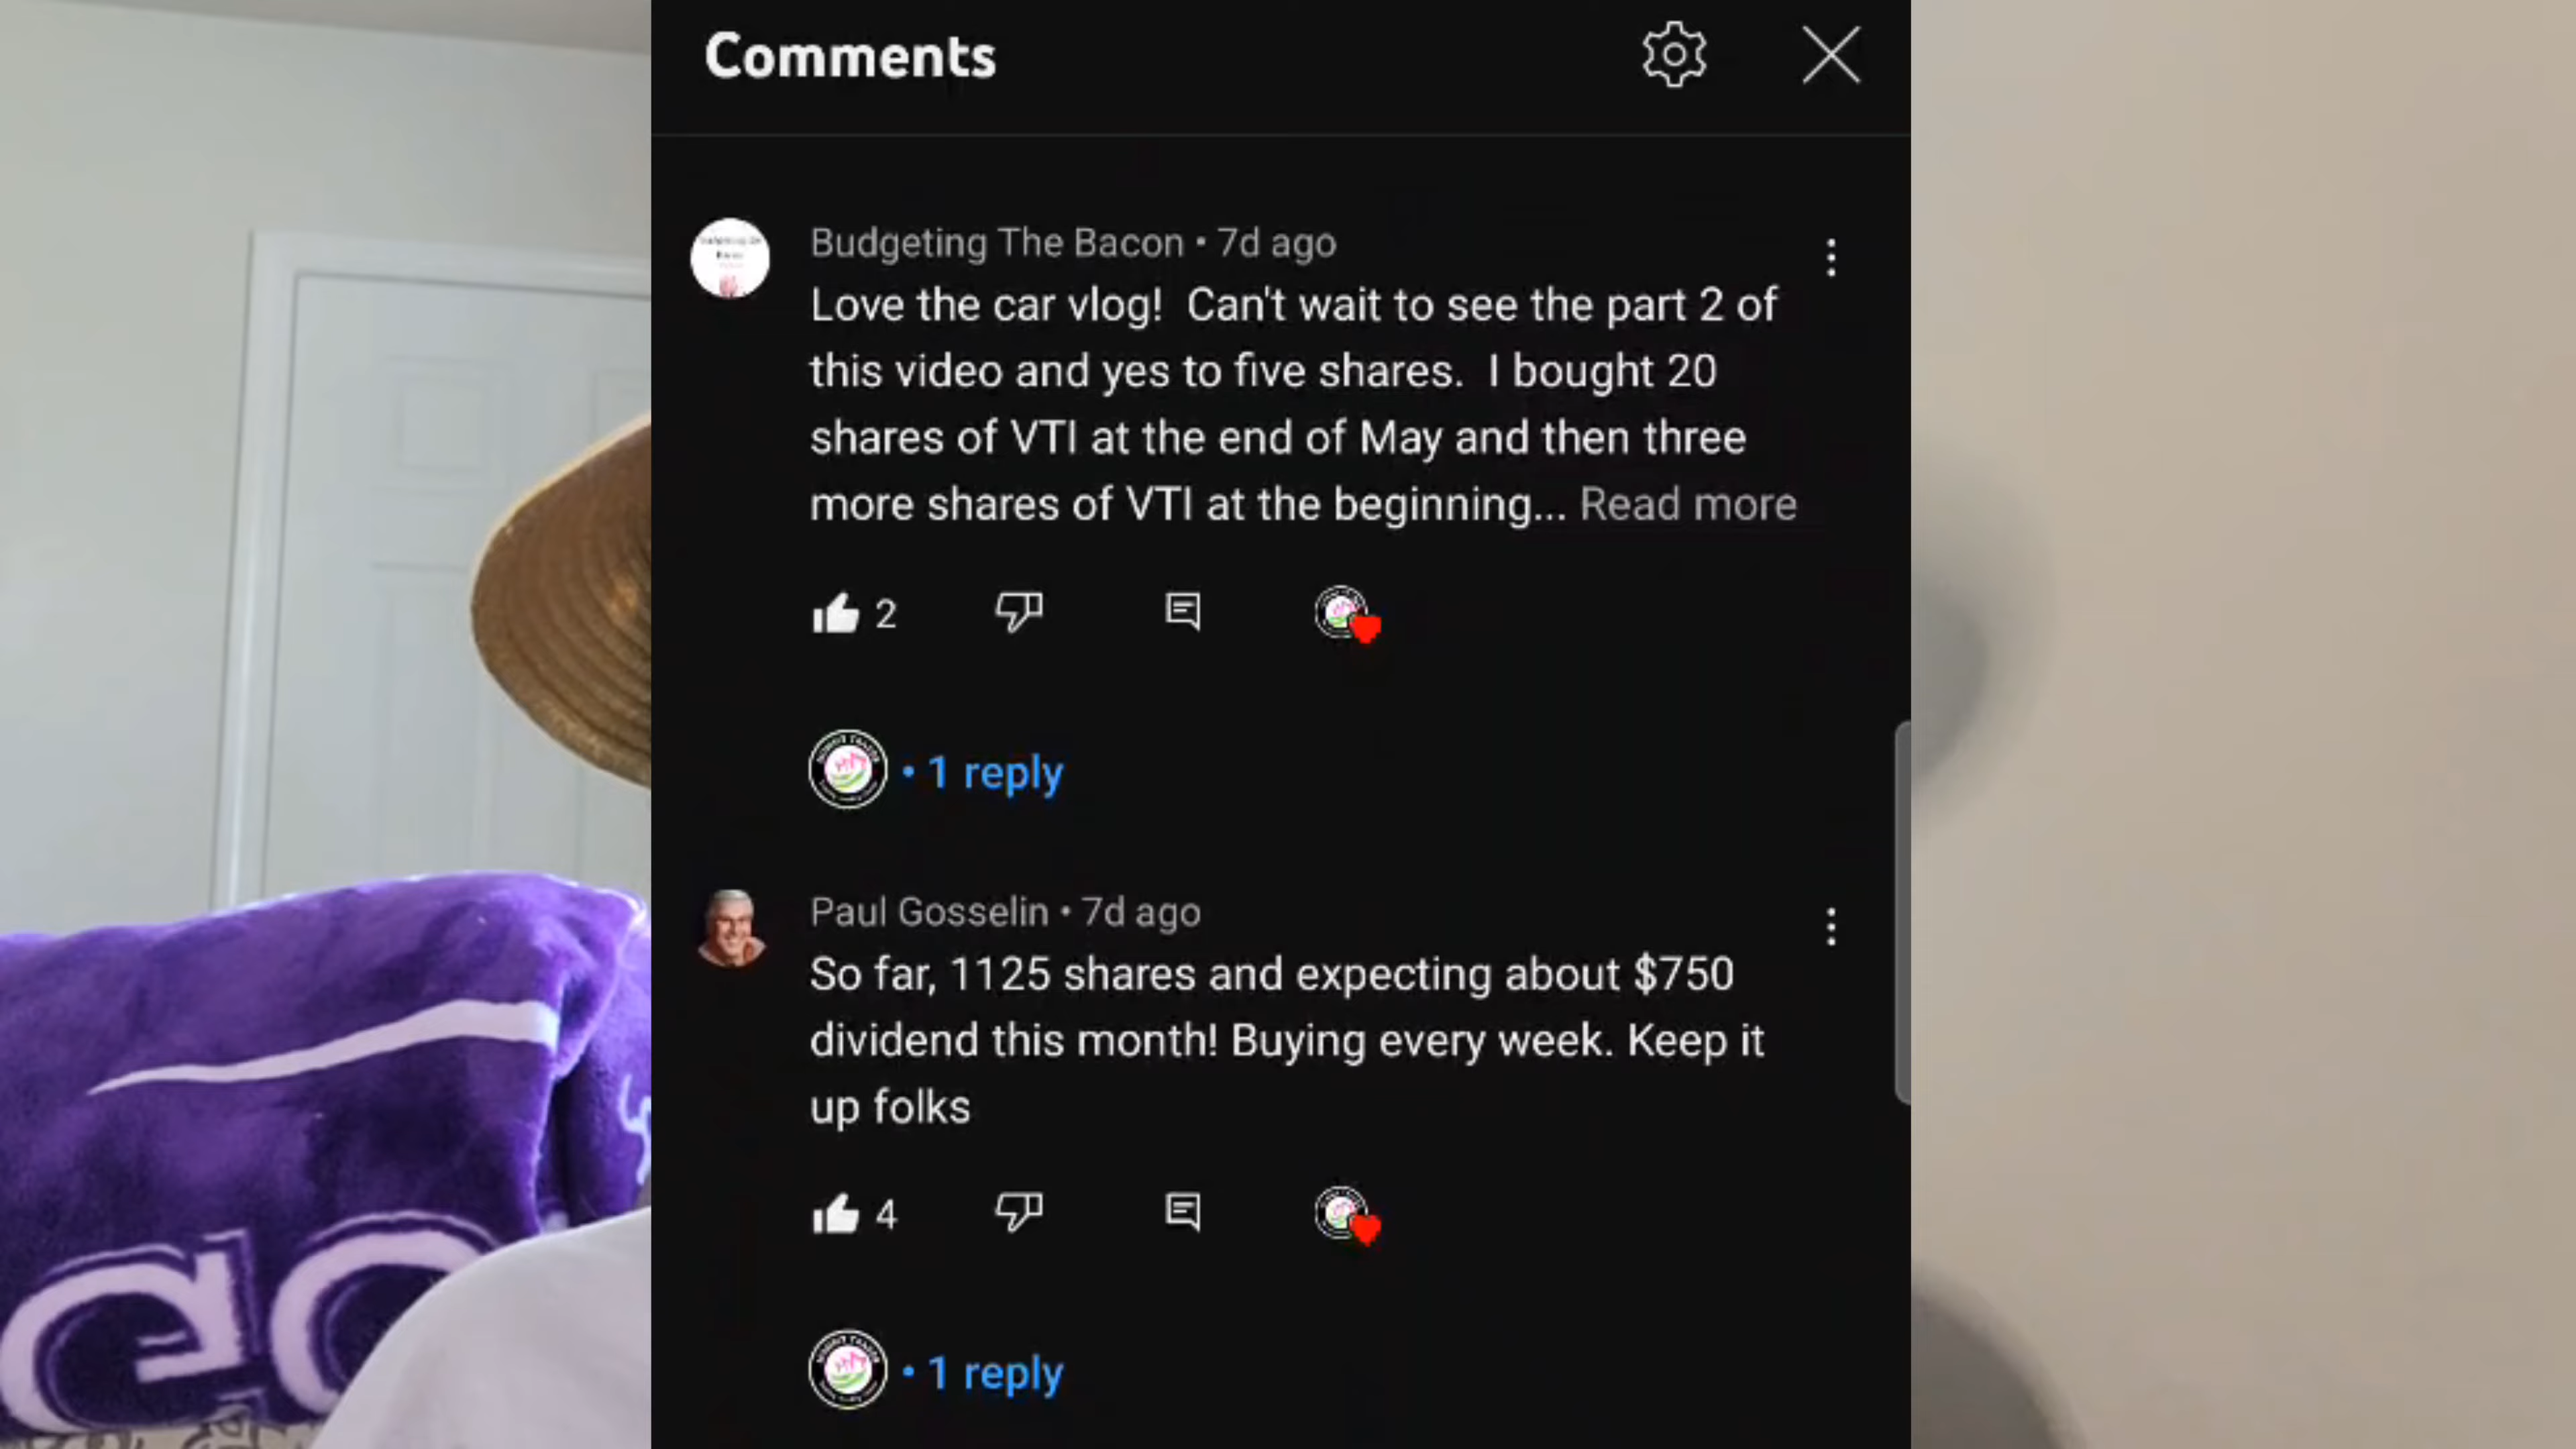 Comments
Budgeting The Bacon • 7d ago
Love the car vlog! Can't wait to see the part 2 of
this video and yes to five shares. I bought 20
shares of VTI at the end of May and then three
more shares of VTI at the beginning... Read more
2
• 1 reply
Paul Gosselin • 7d ago
So far, 1125 shares and expecting about $750
dividend this month! Buying every week. Keep it
up folks
4
• 1 reply